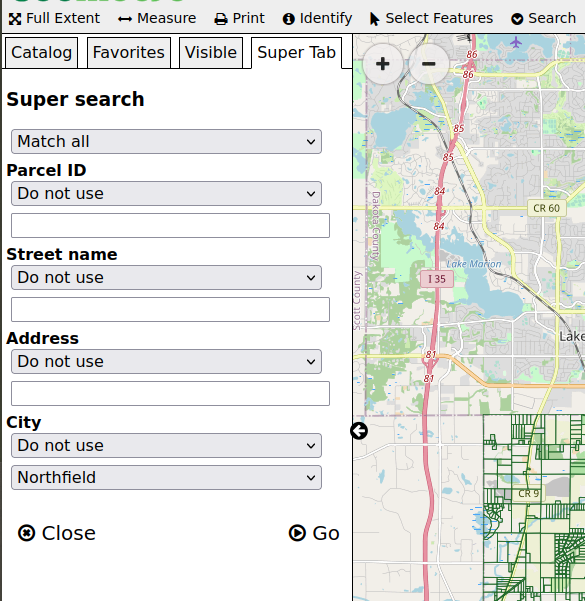 Full Extent Measure Print Identify Select Features Search
Catalog Favorites Visible Super Tab
Super search
Match all
Parcel ID
Do not use
Street name
Do not use
Address
Do not use
City
Do not use
Northfield
Close Go
86
86
85
85
84
CR 60
84
Dakota County
Scott County
Lake Marion
I 35
Lake
81
81
CR 9